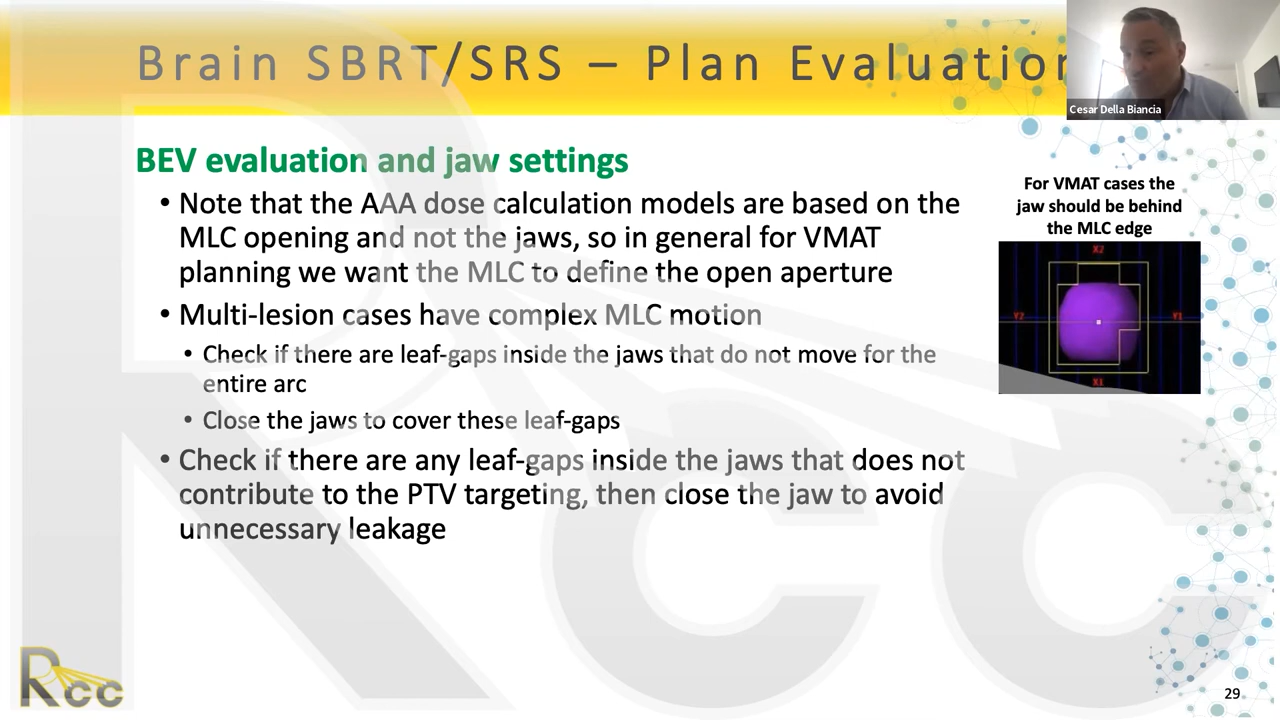 Brain SBRT/SRS – Plan Evaluation
Cesar Della Biancia
BEV evaluation and jaw settings
• Note that the AAA dose calculation models are based on the
MLC opening and not the jaws, so in general for VMAT
planning we want the MLC to define the open aperture
• Multi-lesion cases have complex MLC motion
• Check if there are leaf-gaps inside the jaws that do not move for the
entire arc
• Close the jaws to cover these leaf-gaps
• Check if there are any leaf-gaps inside the jaws that does not
contribute to the PTV targeting, then close the jaw to avoid
unnecessary leakage
For VMAT cases the
jaw should be behind
the MLC edge
X2
Y2
Y1
X1
Rcc
Rcc
29